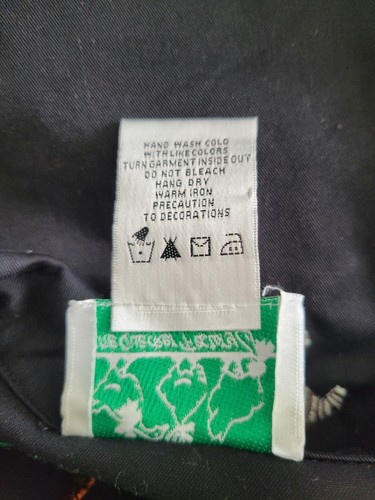 HAND WASH COLD
WITH LIKE COLORS
TURN GARMENT INSIDE OUT
DO NOT BLEACH
HANG DRY
WARM IRON
PRECAUTION
TO DECORATIONS